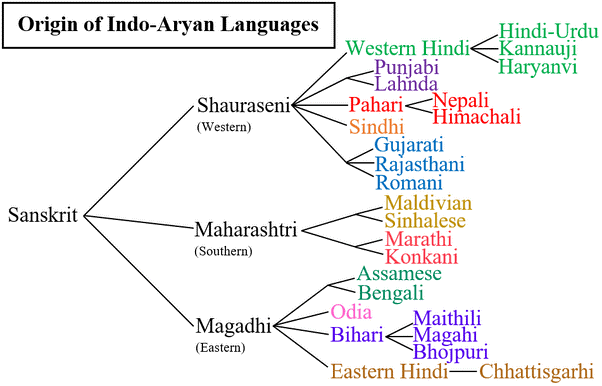 Origin of Indo-Aryan Languages
Sanskrit
Shauraseni
(Western)
Western Hindi
Hindi-Urdu
Kannauji
Haryanvi
Punjabi
Lahnda
Pahari
Nepali
Himachali
Sindhi
Gujarati
Rajasthani
Romani
Maharashtri
(Southern)
Maldivian
Sinhalese
Marathi
Konkani
Magadhi
(Eastern)
Assamese
Bengali
Odia
Bihari
Maithili
Magahi
Bhojpuri
Eastern Hindi
Chhattisgarhi